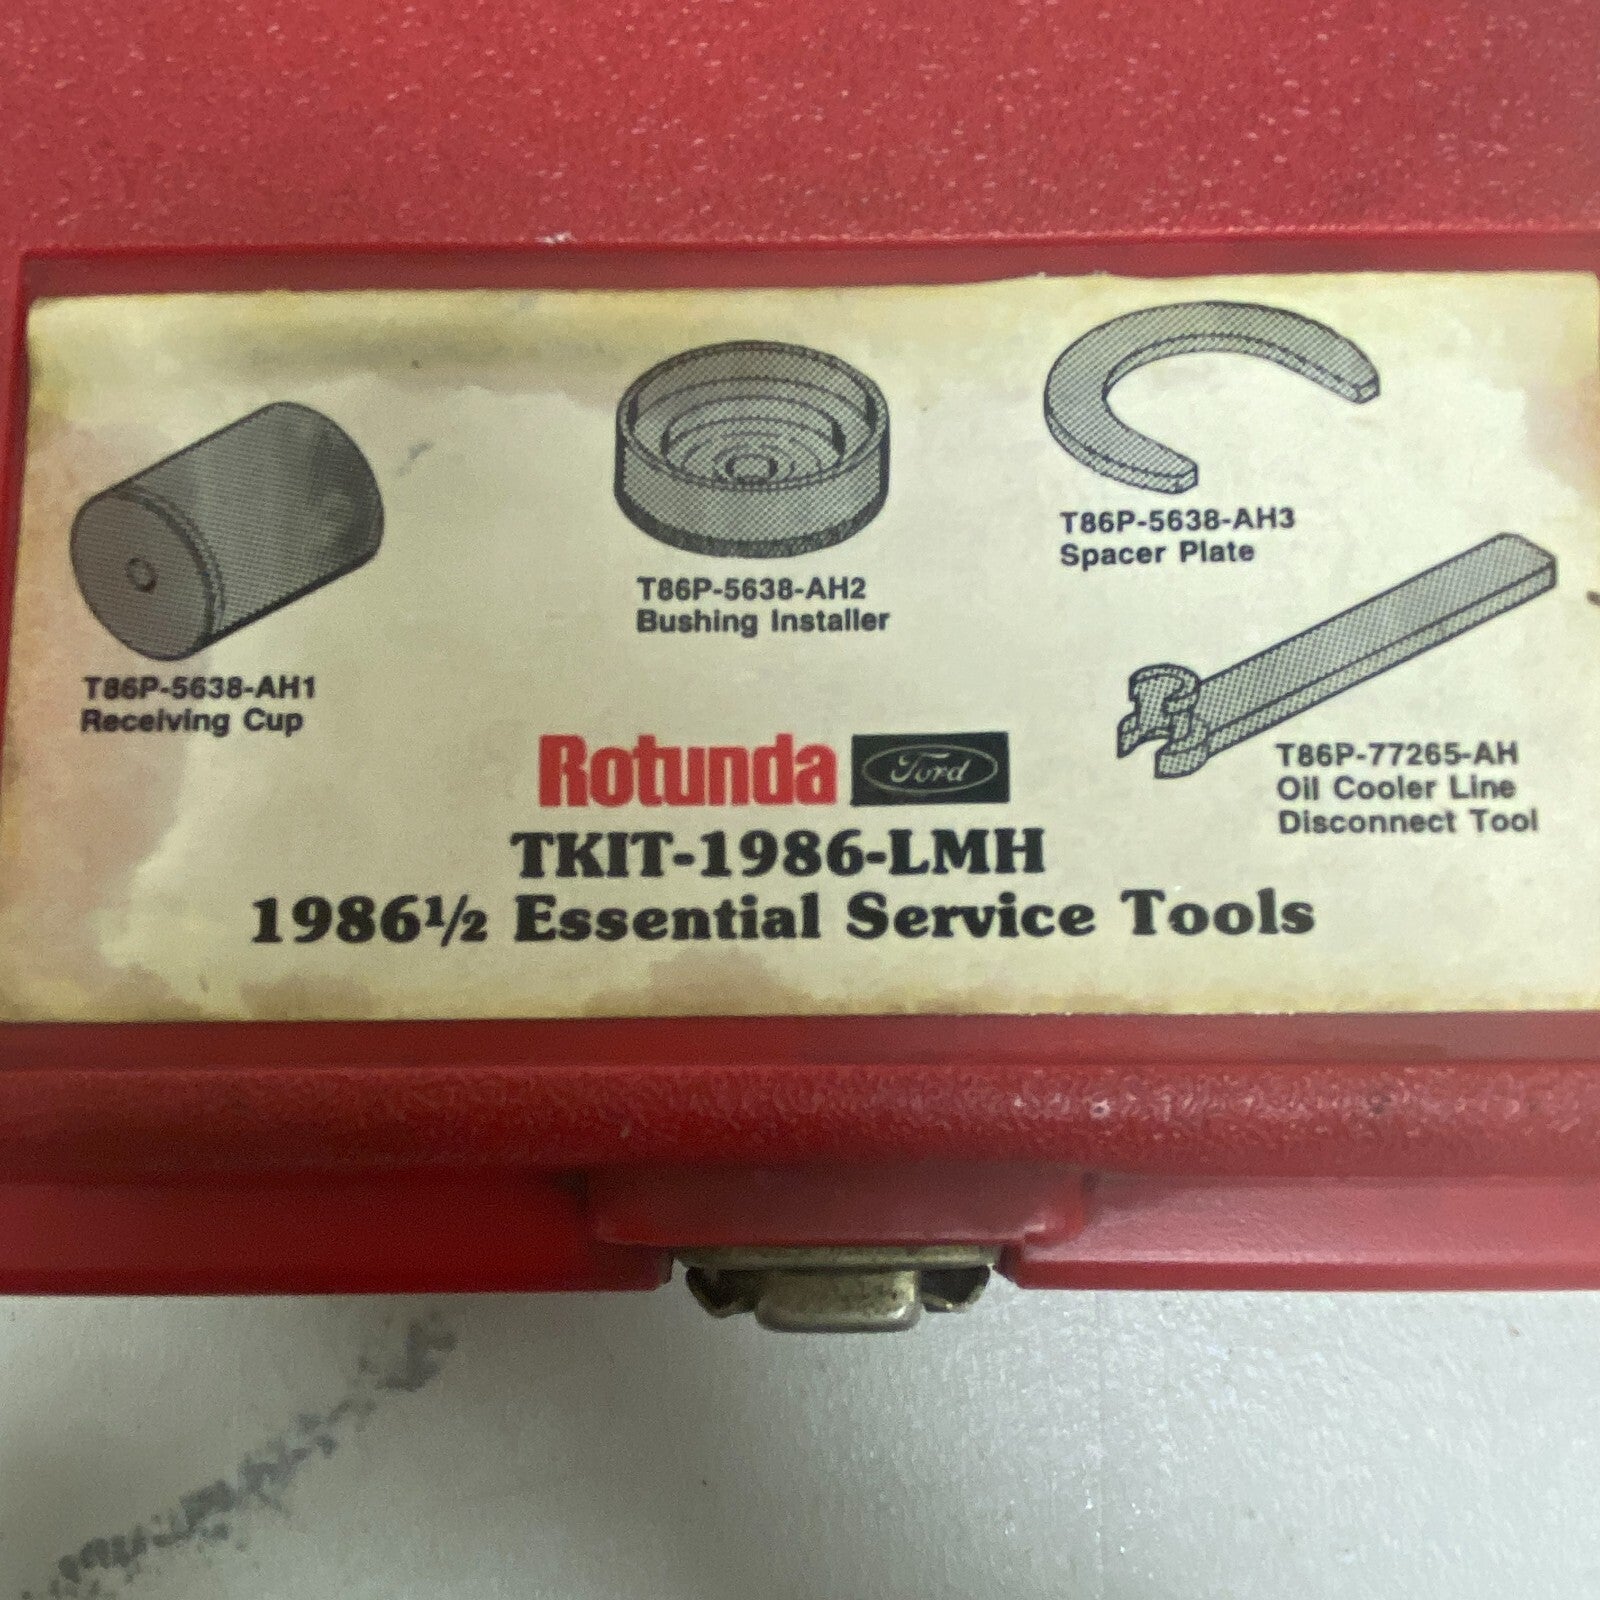 T86P-5638-AH1
Receiving Cup
T86P-5638-AH2
Bushing Installer
T86P-5638-AH3
Spacer Plate
T86P-77265-AH
Oil Cooler Line
Disconnect Tool
Rotunda Ford
TKIT-1986-LMH
1986½ Essential Service Tools